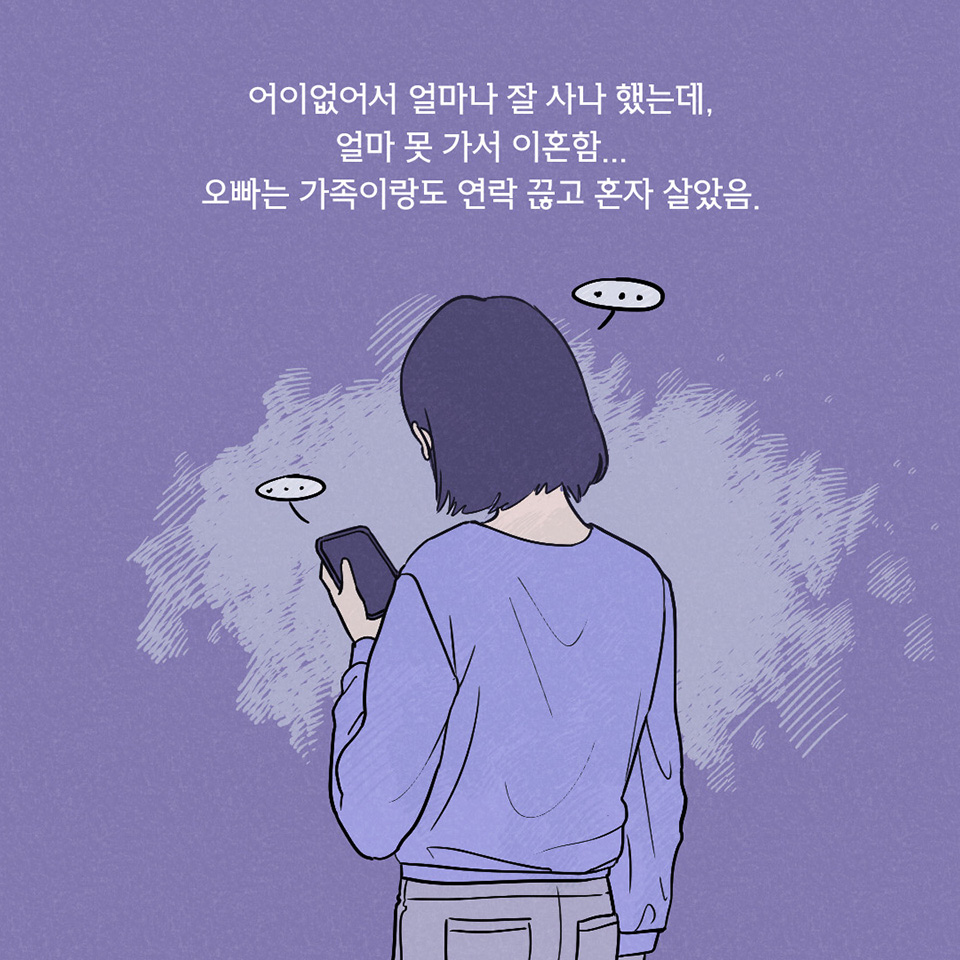 어이없어서 얼마나 잘 사나 했는데,
얼마 못 가서 이혼함...
오빠는 가족이랑도 연락 끊고 혼자 살았음.